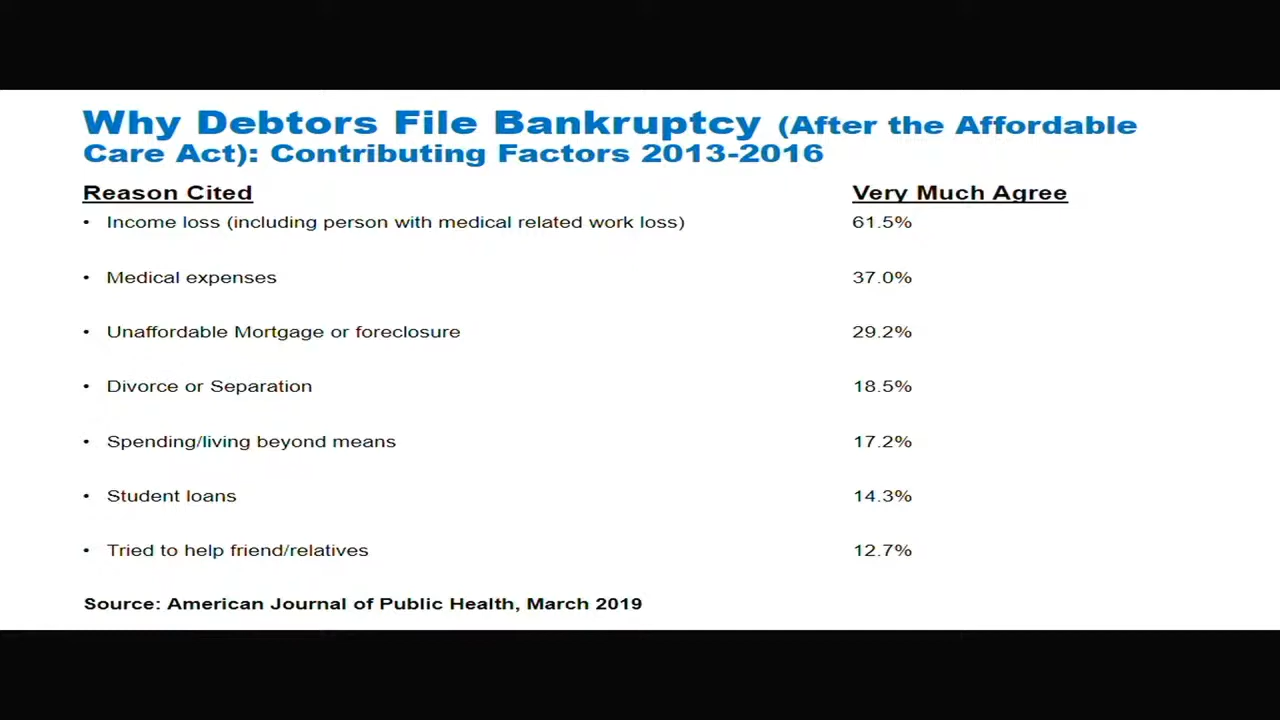 Why Debtors File Bankruptcy (After the Affordable
Care Act): Contributing Factors 2013-2016
Reason Cited Very Much Agree
• Income loss (including person with medical related work loss) 61.5%
• Medical expenses 37.0%
• Unaffordable Mortgage or foreclosure 29.2%
• Divorce or Separation 18.5%
• Spending/living beyond means 17.2%
• Student loans 14.3%
• Tried to help friend/relatives 12.7%
Source: American Journal of Public Health, March 2019